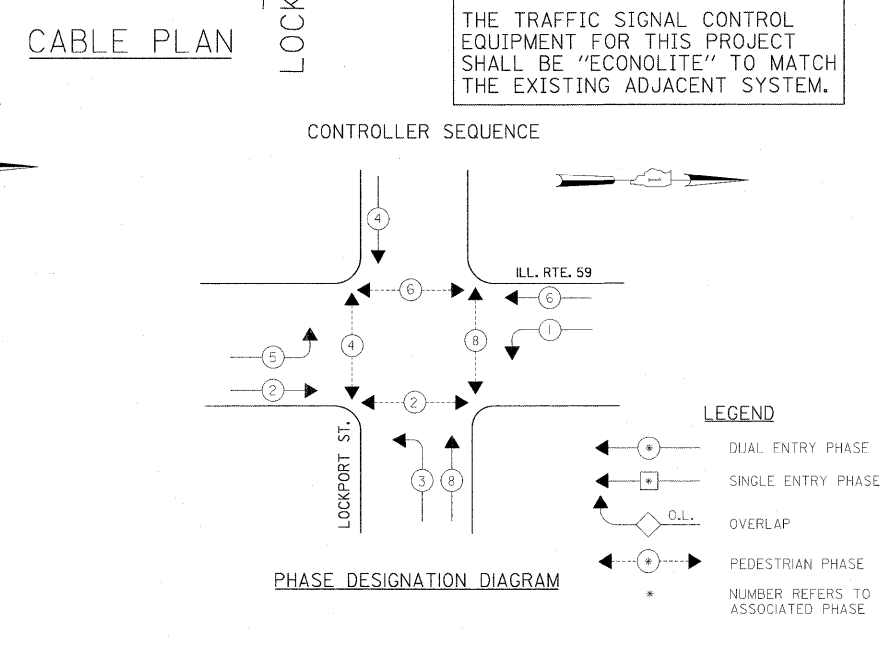 CABLE PLAN
LOCK
THE TRAFFIC SIGNAL CONTROL
EQUIPMENT FOR THIS PROJECT
SHALL BE "ECONOLITE" TO MATCH
THE EXISTING ADJACENT SYSTEM.
CONTROLLER SEQUENCE
4
ILL. RTE. 59
6
6
1
4
8
5
2
2
LOCKPORT ST.
3
8
LEGEND
* DUAL ENTRY PHASE
* SINGLE ENTRY PHASE
O.L. OVERLAP
* PEDESTRIAN PHASE
* NUMBER REFERS TO
ASSOCIATED PHASE
PHASE DESIGNATION DIAGRAM